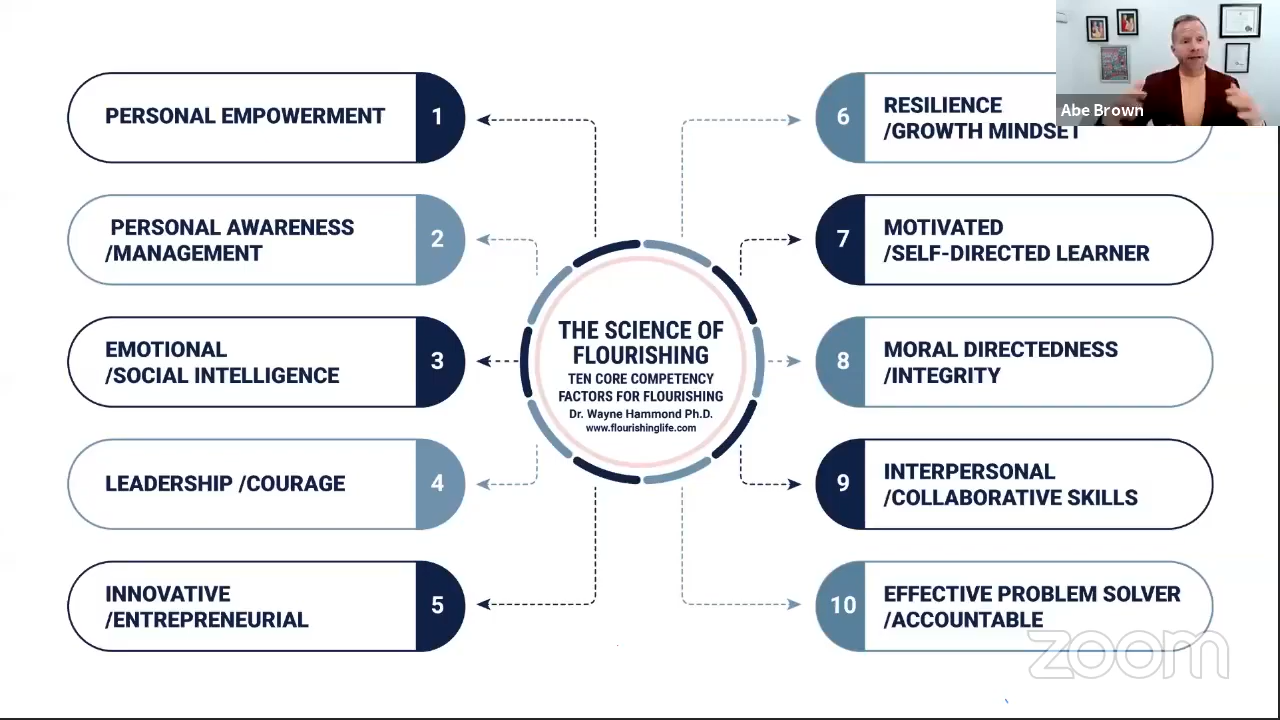 PERSONAL EMPOWERMENT
1
PERSONAL AWARENESS
/MANAGEMENT
2
EMOTIONAL
/SOCIAL INTELLIGENCE
3
LEADERSHIP /COURAGE
4
INNOVATIVE
/ENTREPRENEURIAL
5
THE SCIENCE OF
FLOURISHING
TEN CORE COMPETENCY
FACTORS FOR FLOURISHING
Dr. Wayne Hammond Ph.D.
www.flourishinglife.com
6
RESILIENCE
/GROWTH MINDSET
7
MOTIVATED
/SELF-DIRECTED LEARNER
8
MORAL DIRECTEDNESS
/INTEGRITY
9
INTERPERSONAL
/COLLABORATIVE SKILLS
10
EFFECTIVE PROBLEM SOLVER
/ACCOUNTABLE
Abe Brown
zoom